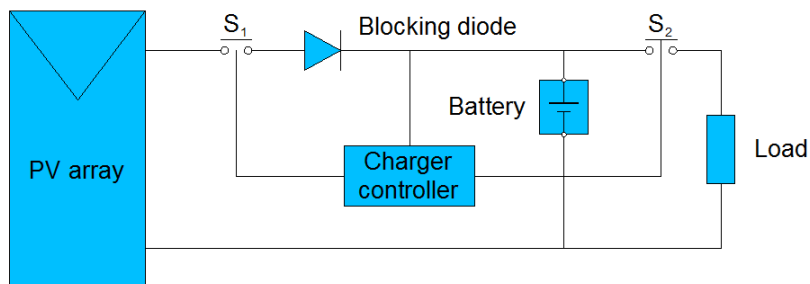 S₁
Blocking diode
S₂
Battery
Load
PV array
Charger
controller